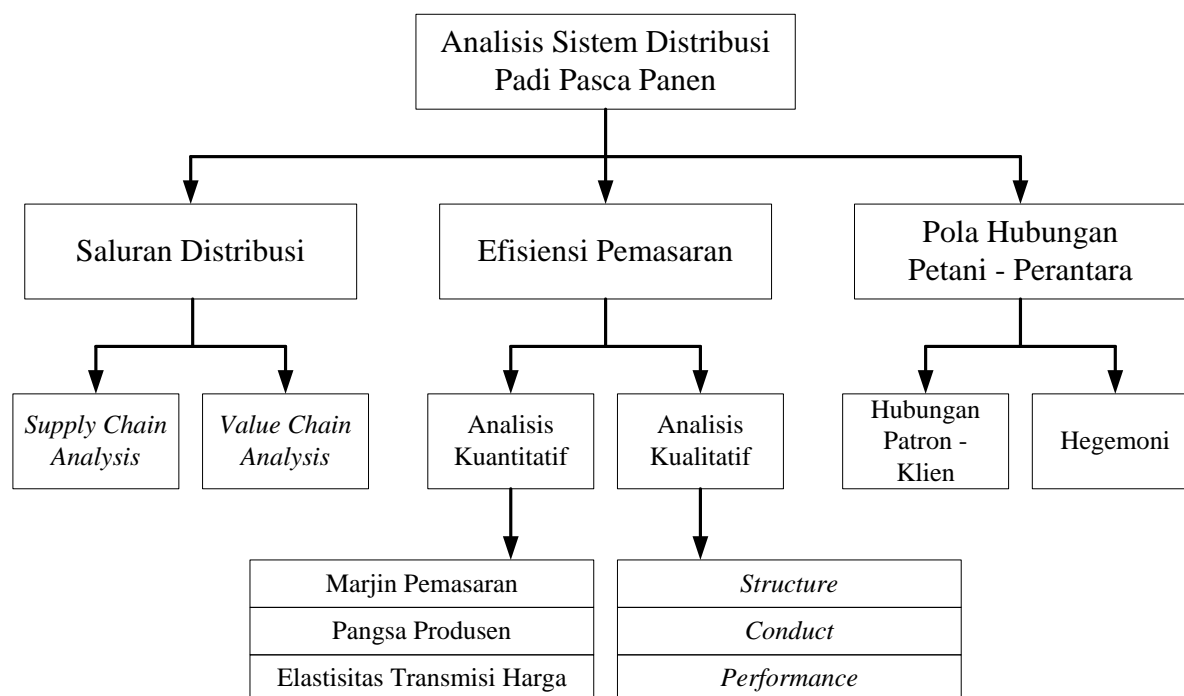 Analisis Sistem Distribusi
Padi Pasca Panen
Saluran Distribusi
Efisiensi Pemasaran
Pola Hubungan
Petani - Perantara
Supply Chain
Analysis
Value Chain
Analysis
Analisis
Kuantitatif
Analisis
Kualitatif
Hubungan
Patron -
Klien
Hegemoni
Marjin Pemasaran
Pangsa Produsen
Elastisitas Transmisi Harga
Structure
Conduct
Performance